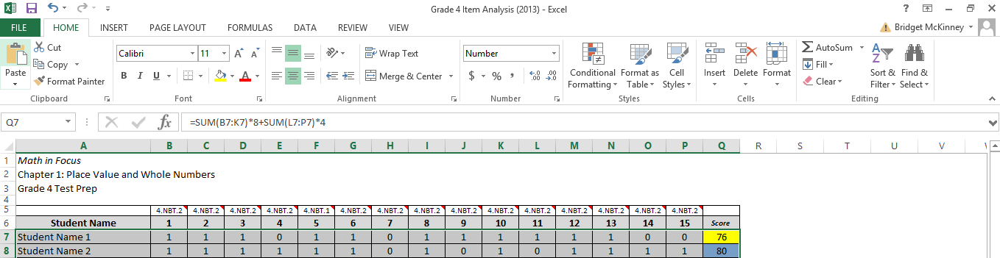 Grade 4 Item Analysis (2013) - Excel
FILE HOME INSERT PAGE LAYOUT FORMULAS DATA REVIEW VIEW Bridget McKinney
Paste Cut Copy Format Painter Clipboard
Calibri 11 B I U A A A Font
Wrap Text Merge & Center Alignment
Number $ % , Number
Conditional Formatting Format as Table Cell Styles Styles
Insert Delete Format Cells
AutoSum Fill Clear Sort & Filter Find & Select Editing
Q7 fx =SUM(B7:K7)*8+SUM(L7:P7)*4
A B C D E F G H I J K L M N O P Q R S T U V
1 Math in Focus
2 Chapter 1: Place Value and Whole Numbers
3 Grade 4 Test Prep
4
5 4.NBT.2 4.NBT.2 4.NBT.2 4.NBT.2 4.NBT.1 4.NBT.2 4.NBT.2 4.NBT.2 4.NBT.2 4.NBT.2 4.NBT.2 4.NBT.2 4.NBT.2 4.NBT.2 4.NBT.2
6 Student Name 1 2 3 4 5 6 7 8 9 10 11 12 13 14 15 Score
7 Student Name 1 1 1 1 0 1 1 0 1 1 1 1 1 1 0 0 76
8 Student Name 2 1 1 1 1 1 1 0 1 0 1 0 1 1 1 1 80